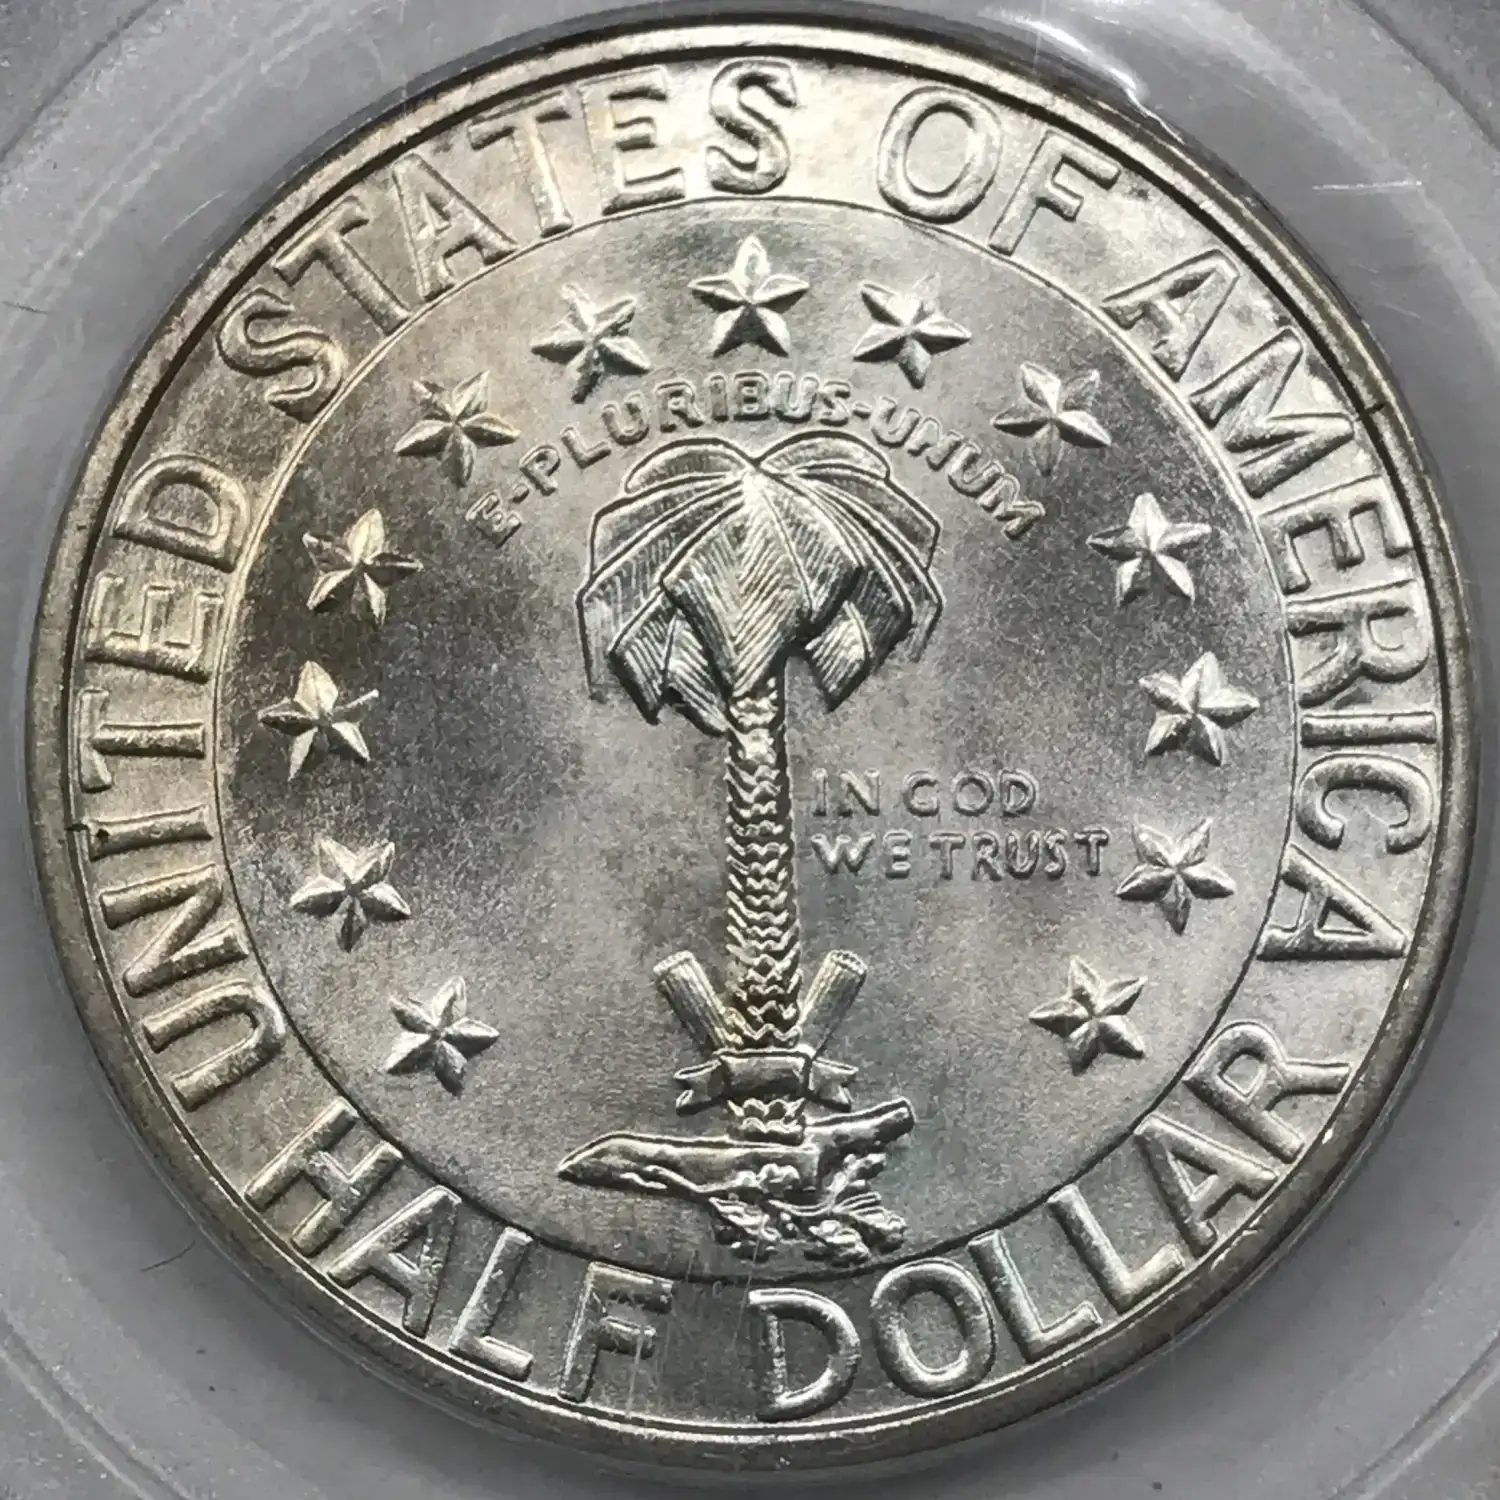 UNITED STATES OF AMERICA
E-PLURIBUS-UNUM
IN GOD
WE TRUST
HALF DOLLAR